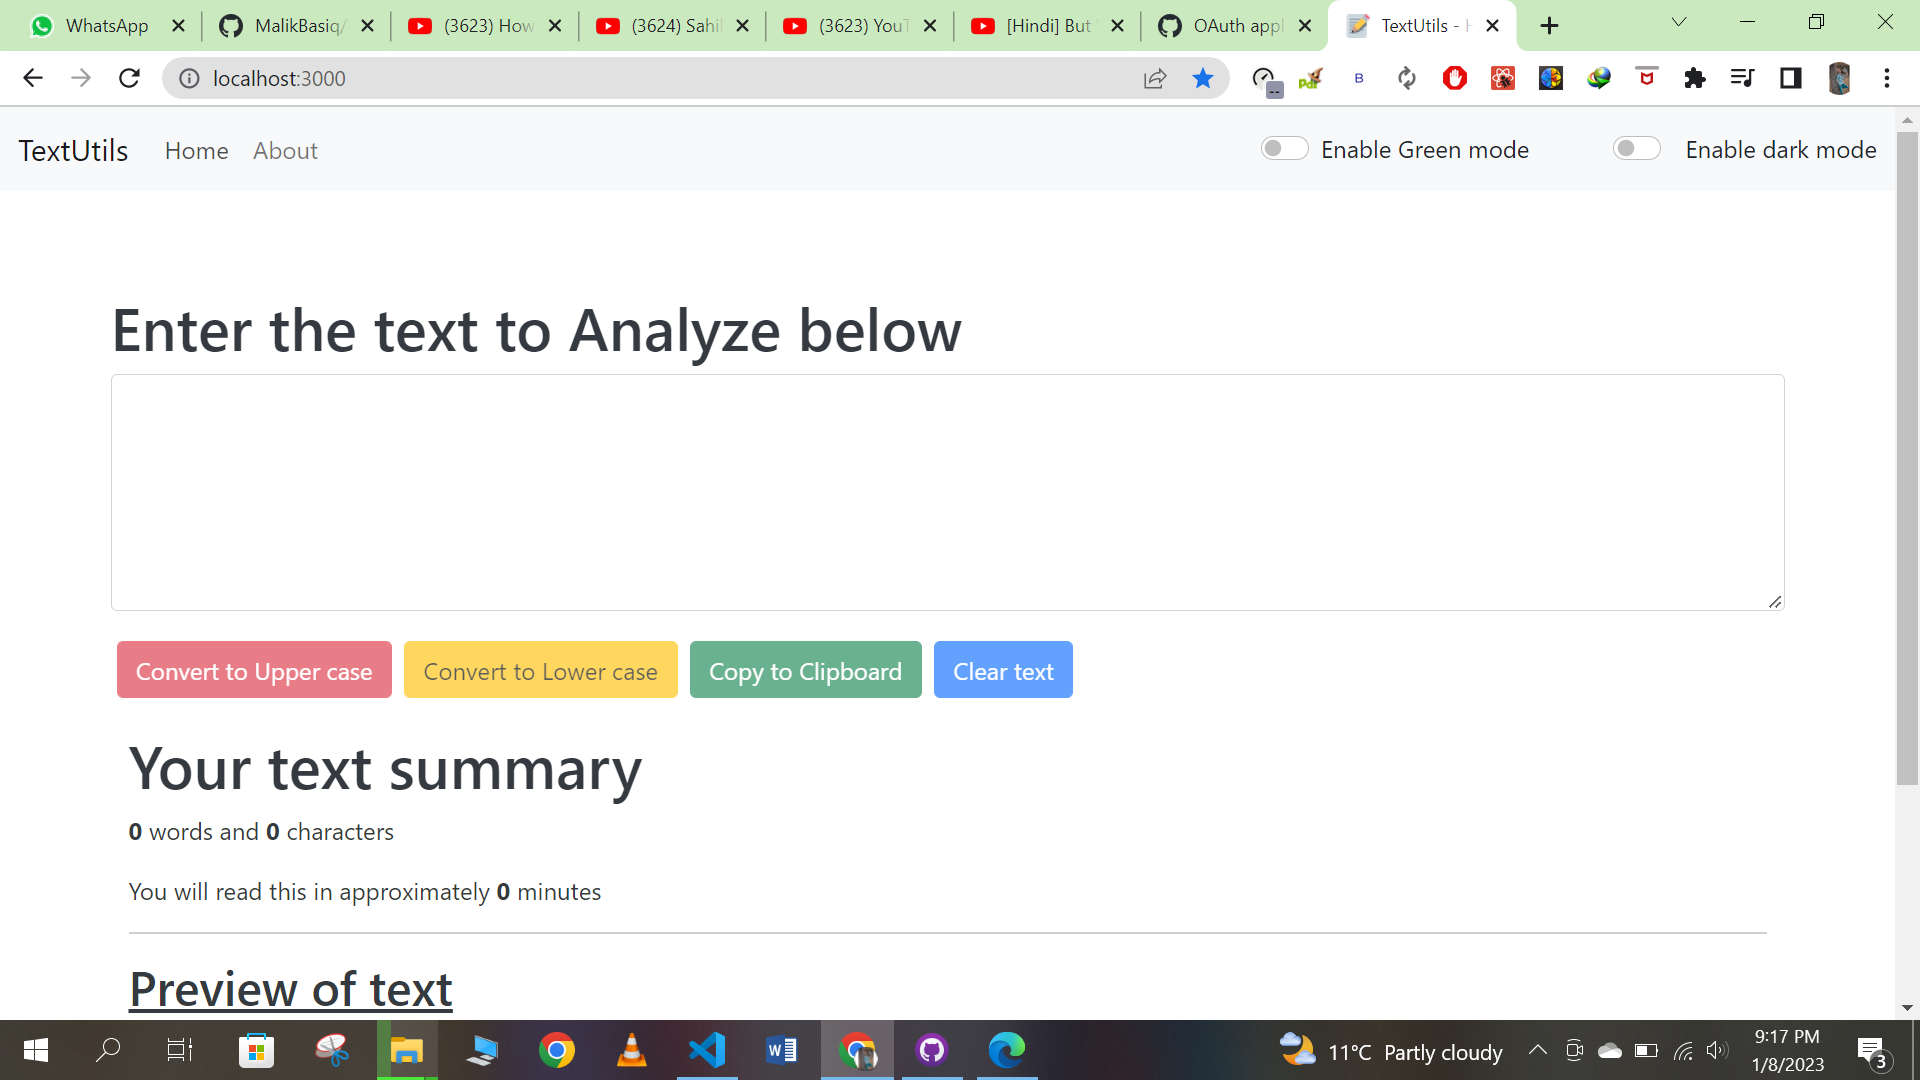 WhatsApp
MalikBasiq/
(3623) How
(3624) Sahil
(3623) YouT
[Hindi] But
OAuth appl
TextUtils - H
localhost:3000
TextUtils Home About Enable Green mode Enable dark mode
Enter the text to Analyze below
Convert to Upper case Convert to Lower case Copy to Clipboard Clear text
Your text summary
0 words and 0 characters
You will read this in approximately 0 minutes
Preview of text
11°C Partly cloudy
9:17 PM
1/8/2023
3